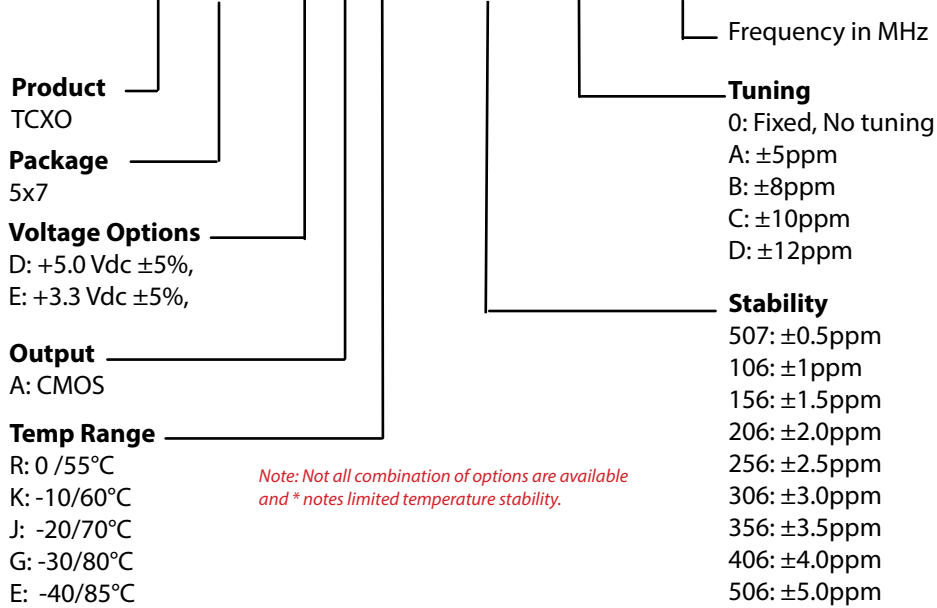 Product
TCXO
Package
5x7
Voltage Options
D: +5.0 Vdc ±5%,
E: +3.3 Vdc ±5%,
Output
A: CMOS
Temp Range
R: 0 /55°C
K: -10/60°C
J: -20/70°C
G: -30/80°C
E: -40/85°C
Note: Not all combination of options are available
and * notes limited temperature stability.
Frequency in MHz
Tuning
0: Fixed, No tuning
A: ±5ppm
B: ±8ppm
C: ±10ppm
D: ±12ppm
Stability
507: ±0.5ppm
106: ±1ppm
156: ±1.5ppm
206: ±2.0ppm
256: ±2.5ppm
306: ±3.0ppm
356: ±3.5ppm
406: ±4.0ppm
506: ±5.0ppm